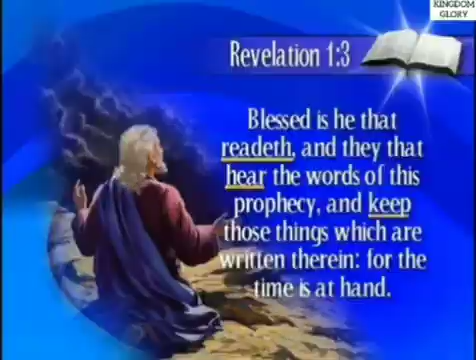 KINGDOM
GLORY
Revelation 1:3
Blessed is he that
readeth, and they that
hear the words of this
prophecy, and keep
those things which are
written therein: for the
time is at hand.